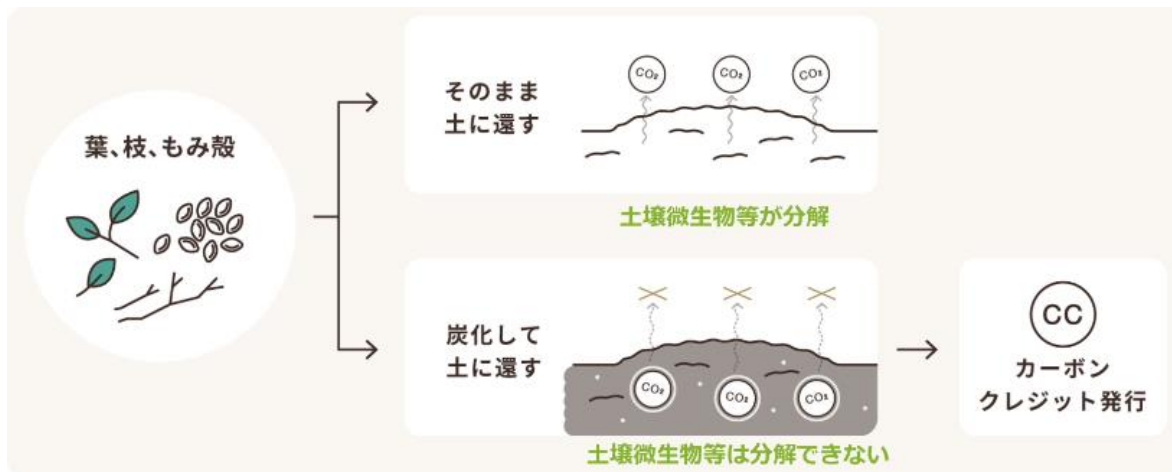 葉、枝、もみ殻
そのまま
土に還す
CO₂ CO₂ CO₂
土壌微生物等が分解
炭化して
土に還す
CO₂ CO₂ CO₂
土壌微生物等は分解できない
CC
カーボン
クレジット発行